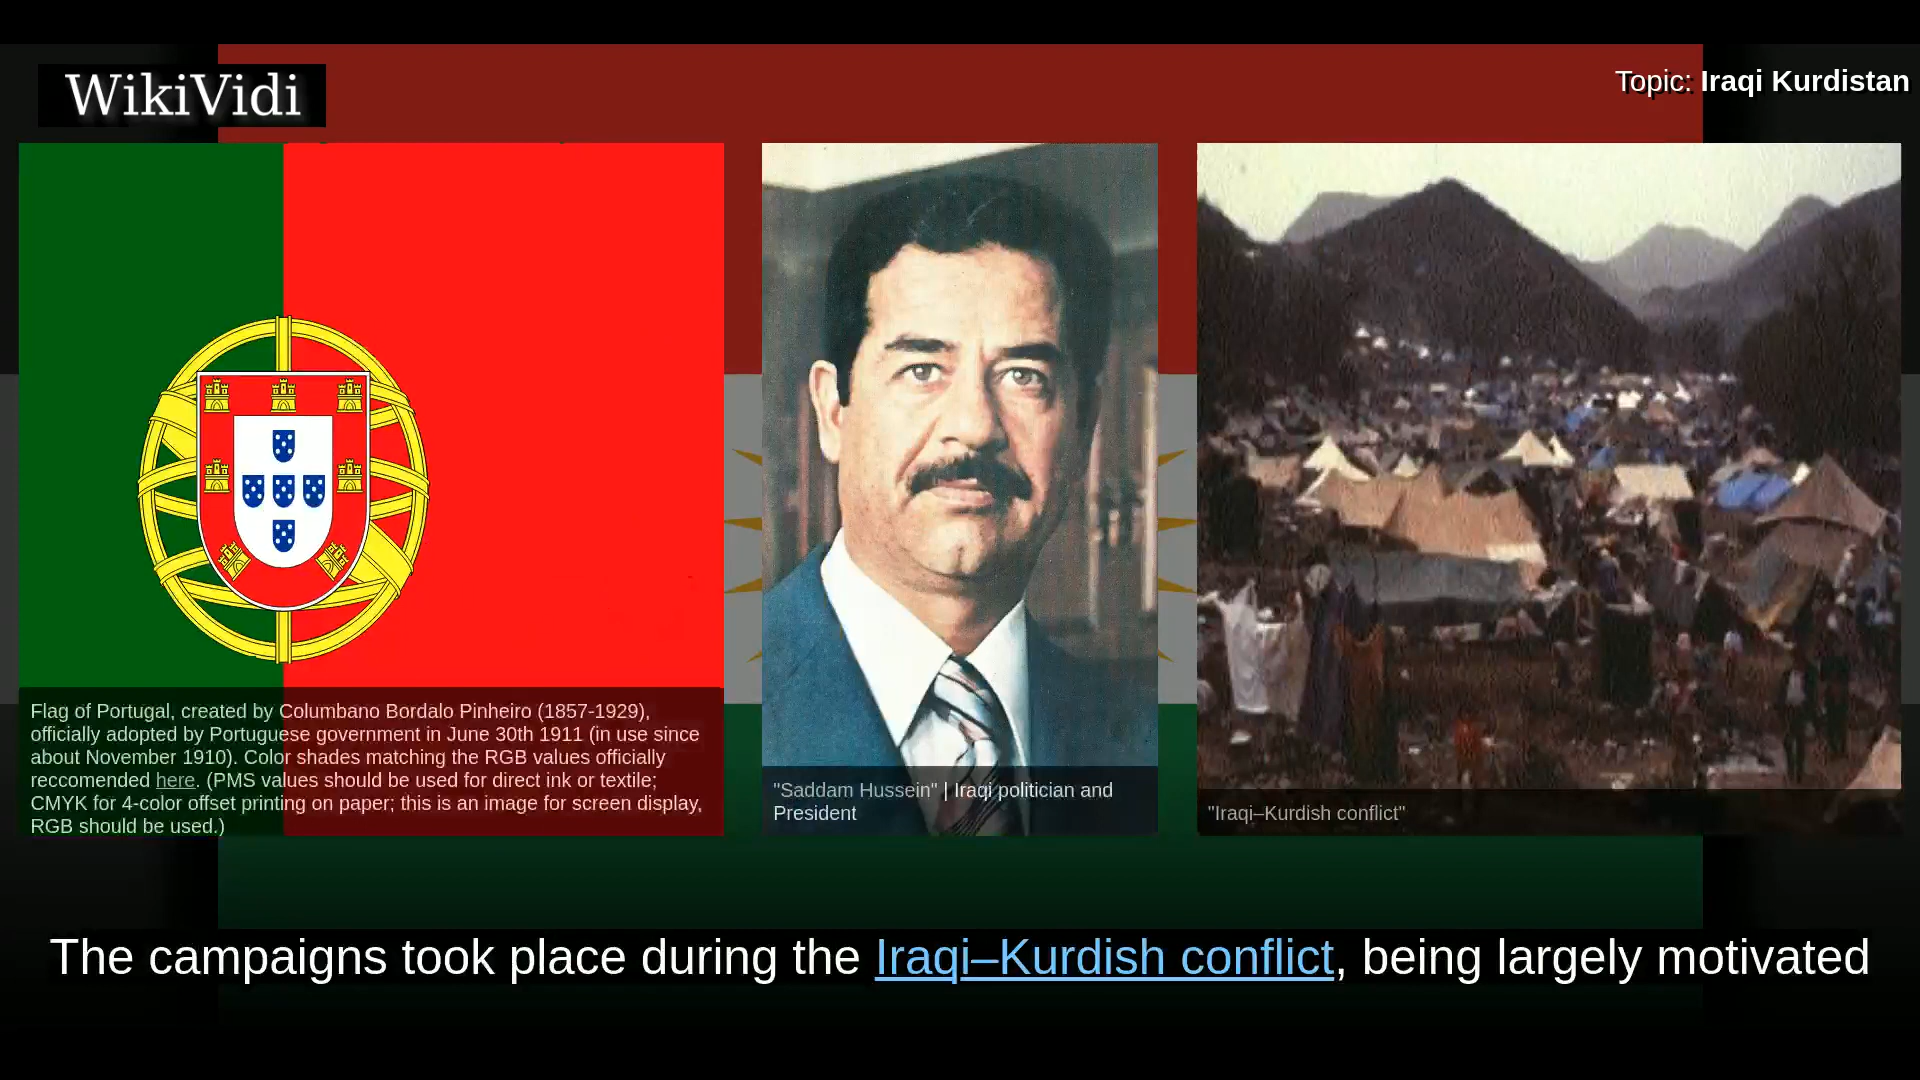 WikiVidi
Topic: Iraqi Kurdistan
Flag of Portugal, created by Columbano Bordalo Pinheiro (1857-1929),
officially adopted by Portuguese government in June 30th 1911 (in use since
about November 1910). Color shades matching the RGB values officially
reccomended here. (PMS values should be used for direct ink or textile;
CMYK for 4-color offset printing on paper; this is an image for screen display,
RGB should be used.)
"Saddam Hussein" | Iraqi politician and
President
"Iraqi–Kurdish conflict"
The campaigns took place during the Iraqi–Kurdish conflict, being largely motivated